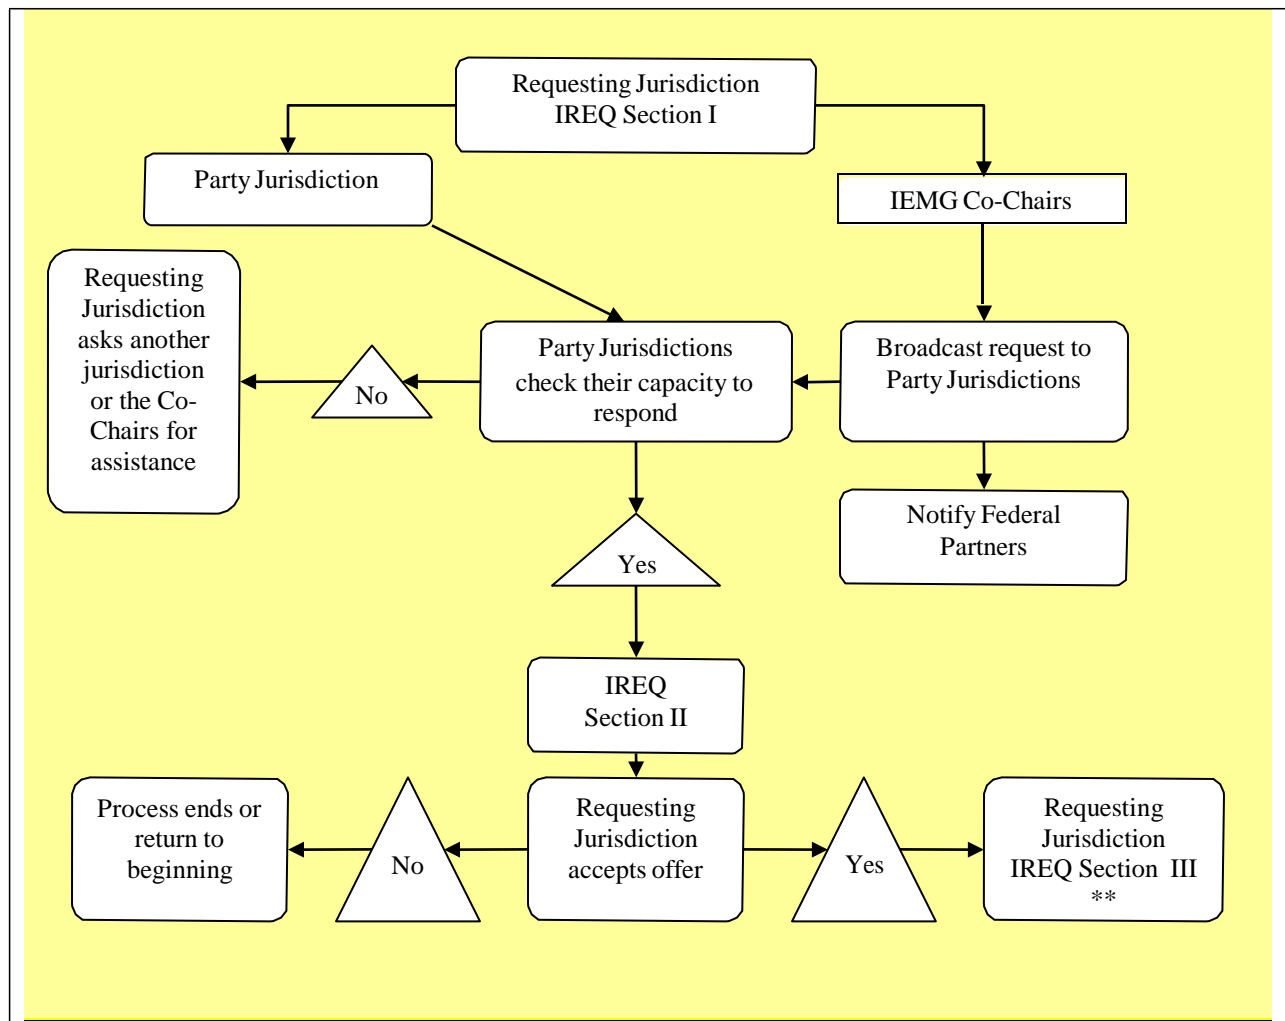 Requesting Jurisdiction
IREQ Section I
Party Jurisdiction
IEMG Co-Chairs
Requesting
Jurisdiction
asks another
jurisdiction
or the Co-
Chairs for
assistance
No
Party Jurisdictions
check their capacity to
respond
Broadcast request to
Party Jurisdictions
Notify Federal
Partners
Yes
IREQ
Section II
Process ends or
return to
beginning
No
Requesting
Jurisdiction
accepts offer
Yes
Requesting
Jurisdiction
IREQ Section III
**